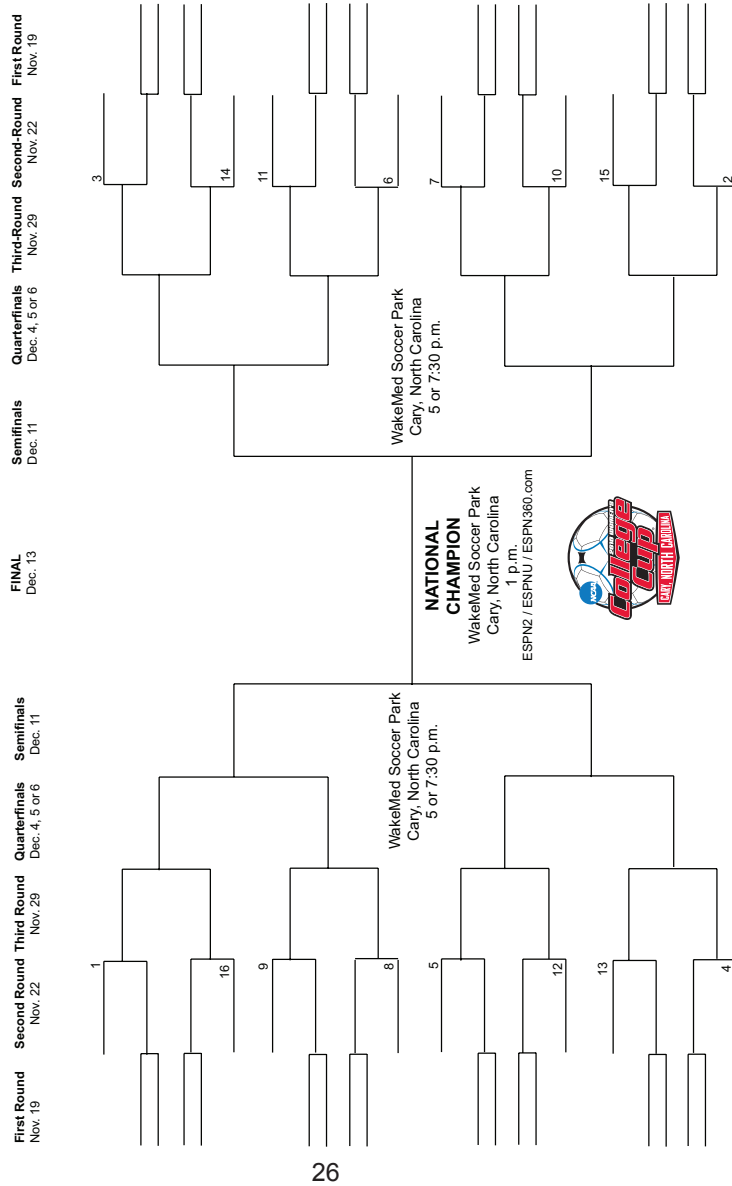 First Round
Nov. 19
Second Round
Nov. 22
Third Round
Nov. 29
Quarterfinals
Dec. 4, 5 or 6
Semifinals
Dec. 11
FINAL
Dec. 13
Semifinals
Dec. 11
Quarterfinals
Dec. 4, 5 or 6
Third-Round
Nov. 29
Second-Round
Nov. 22
First Round
Nov. 19
1
16
9
8
5
12
13
4
WakeMed Soccer Park
Cary, North Carolina
5 or 7:30 p.m.
NATIONAL
CHAMPION
WakeMed Soccer Park
Cary, North Carolina
1 p.m.
ESPN2 / ESPNU / ESPN360.com
NCAA
College
Cup
CARY, NORTH CAROLINA
WakeMed Soccer Park
Cary, North Carolina
5 or 7:30 p.m.
3
14
11
6
7
10
15
2
26